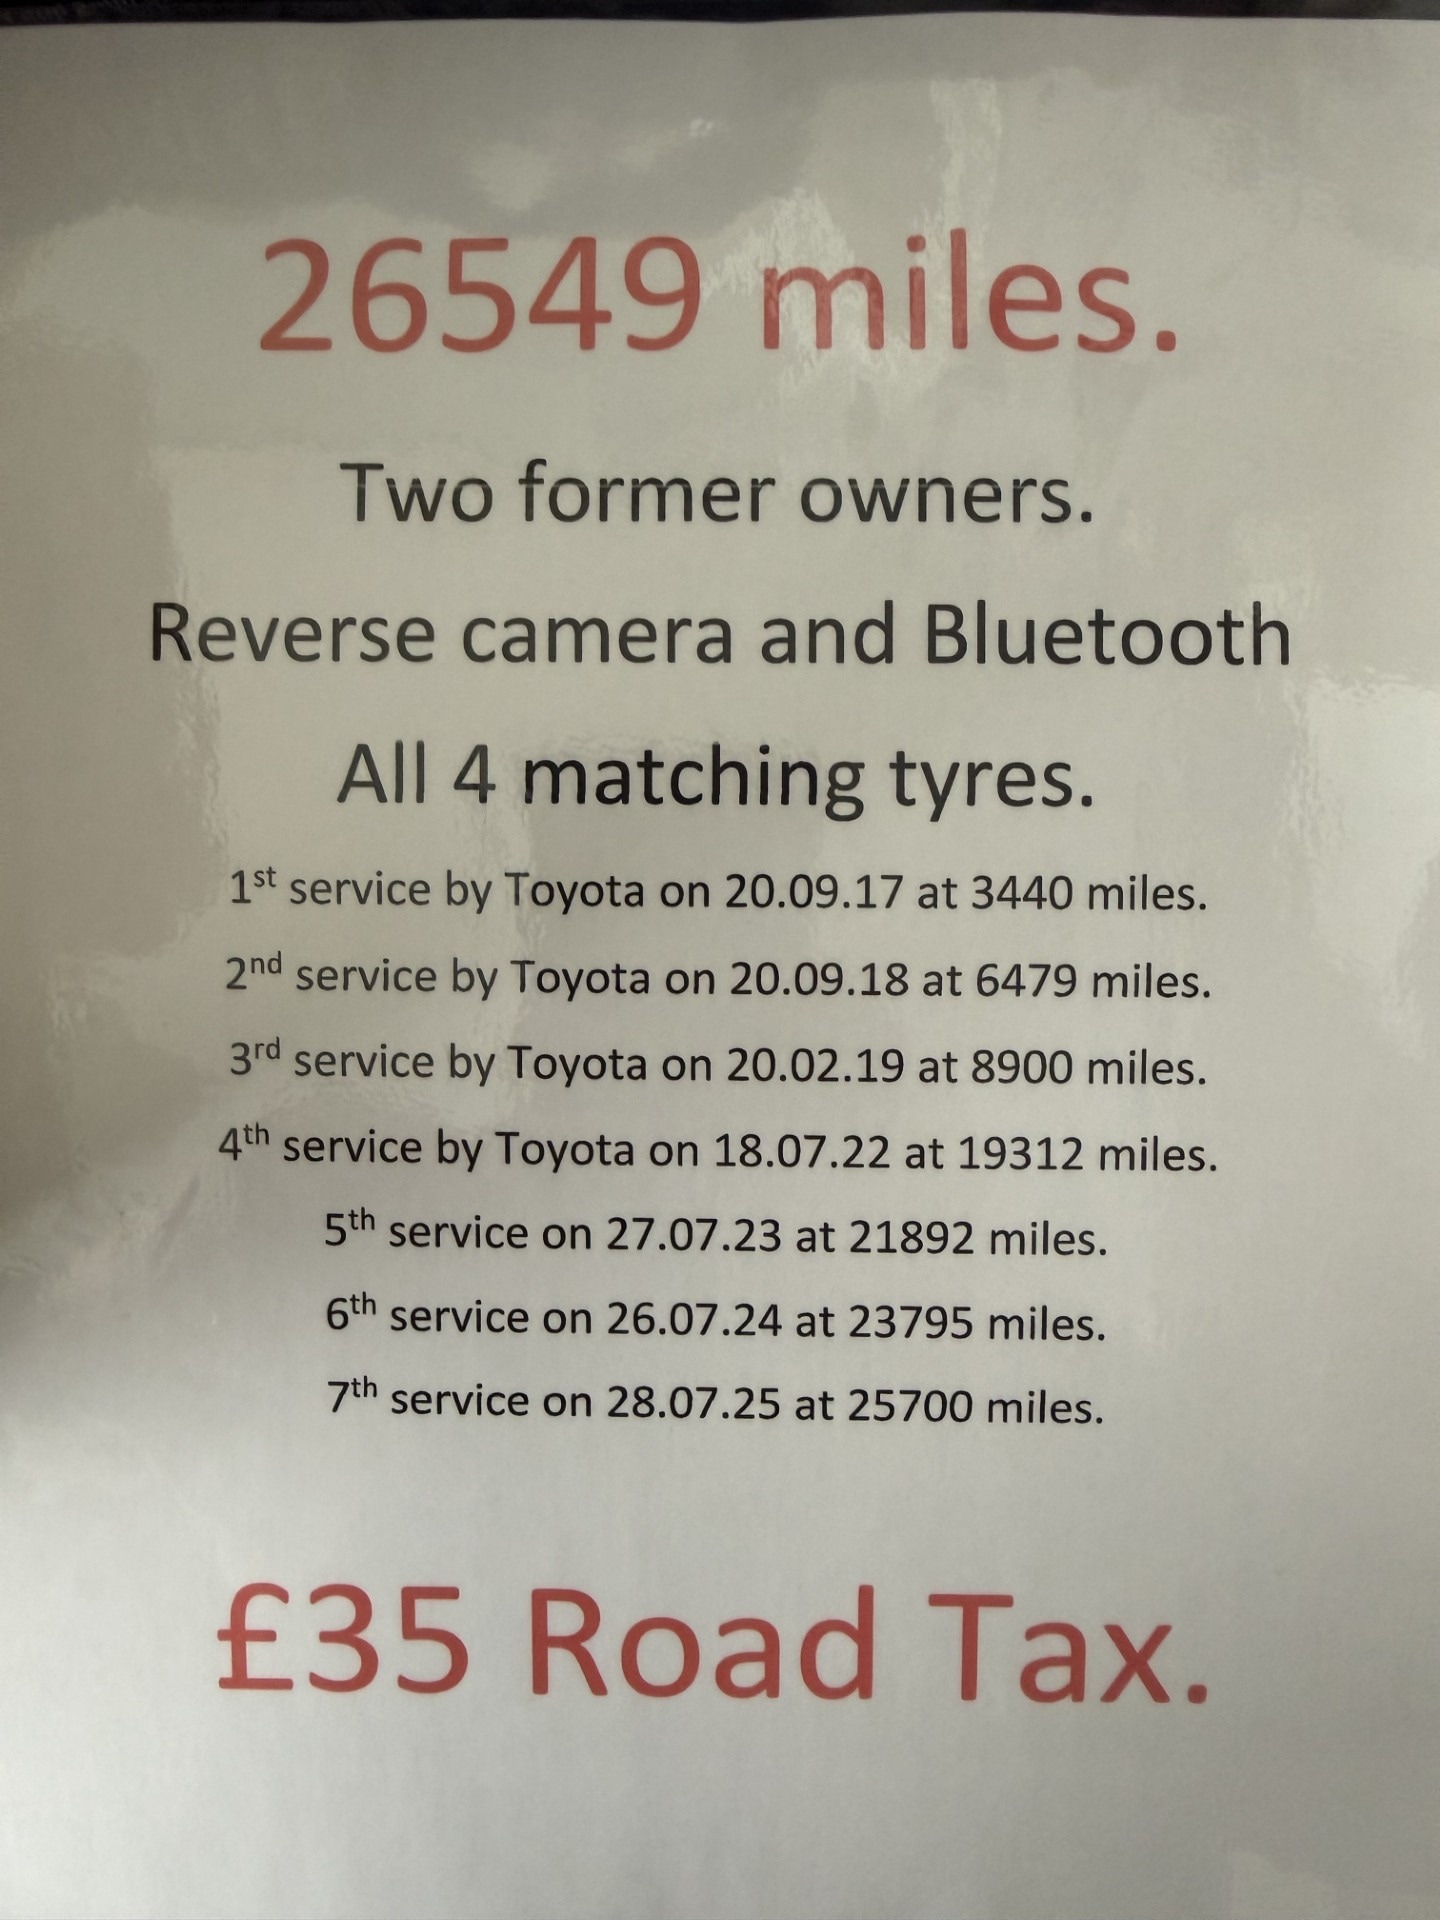 26549 miles.
Two former owners.
Reverse camera and Bluetooth
All 4 matching tyres.
1st service by Toyota on 20.09.17 at 3440 miles.
2nd service by Toyota on 20.09.18 at 6479 miles.
3rd service by Toyota on 20.02.19 at 8900 miles.
4th service by Toyota on 18.07.22 at 19312 miles.
5th service on 27.07.23 at 21892 miles.
6th service on 26.07.24 at 23795 miles.
7th service on 28.07.25 at 25700 miles.
£35 Road Tax.